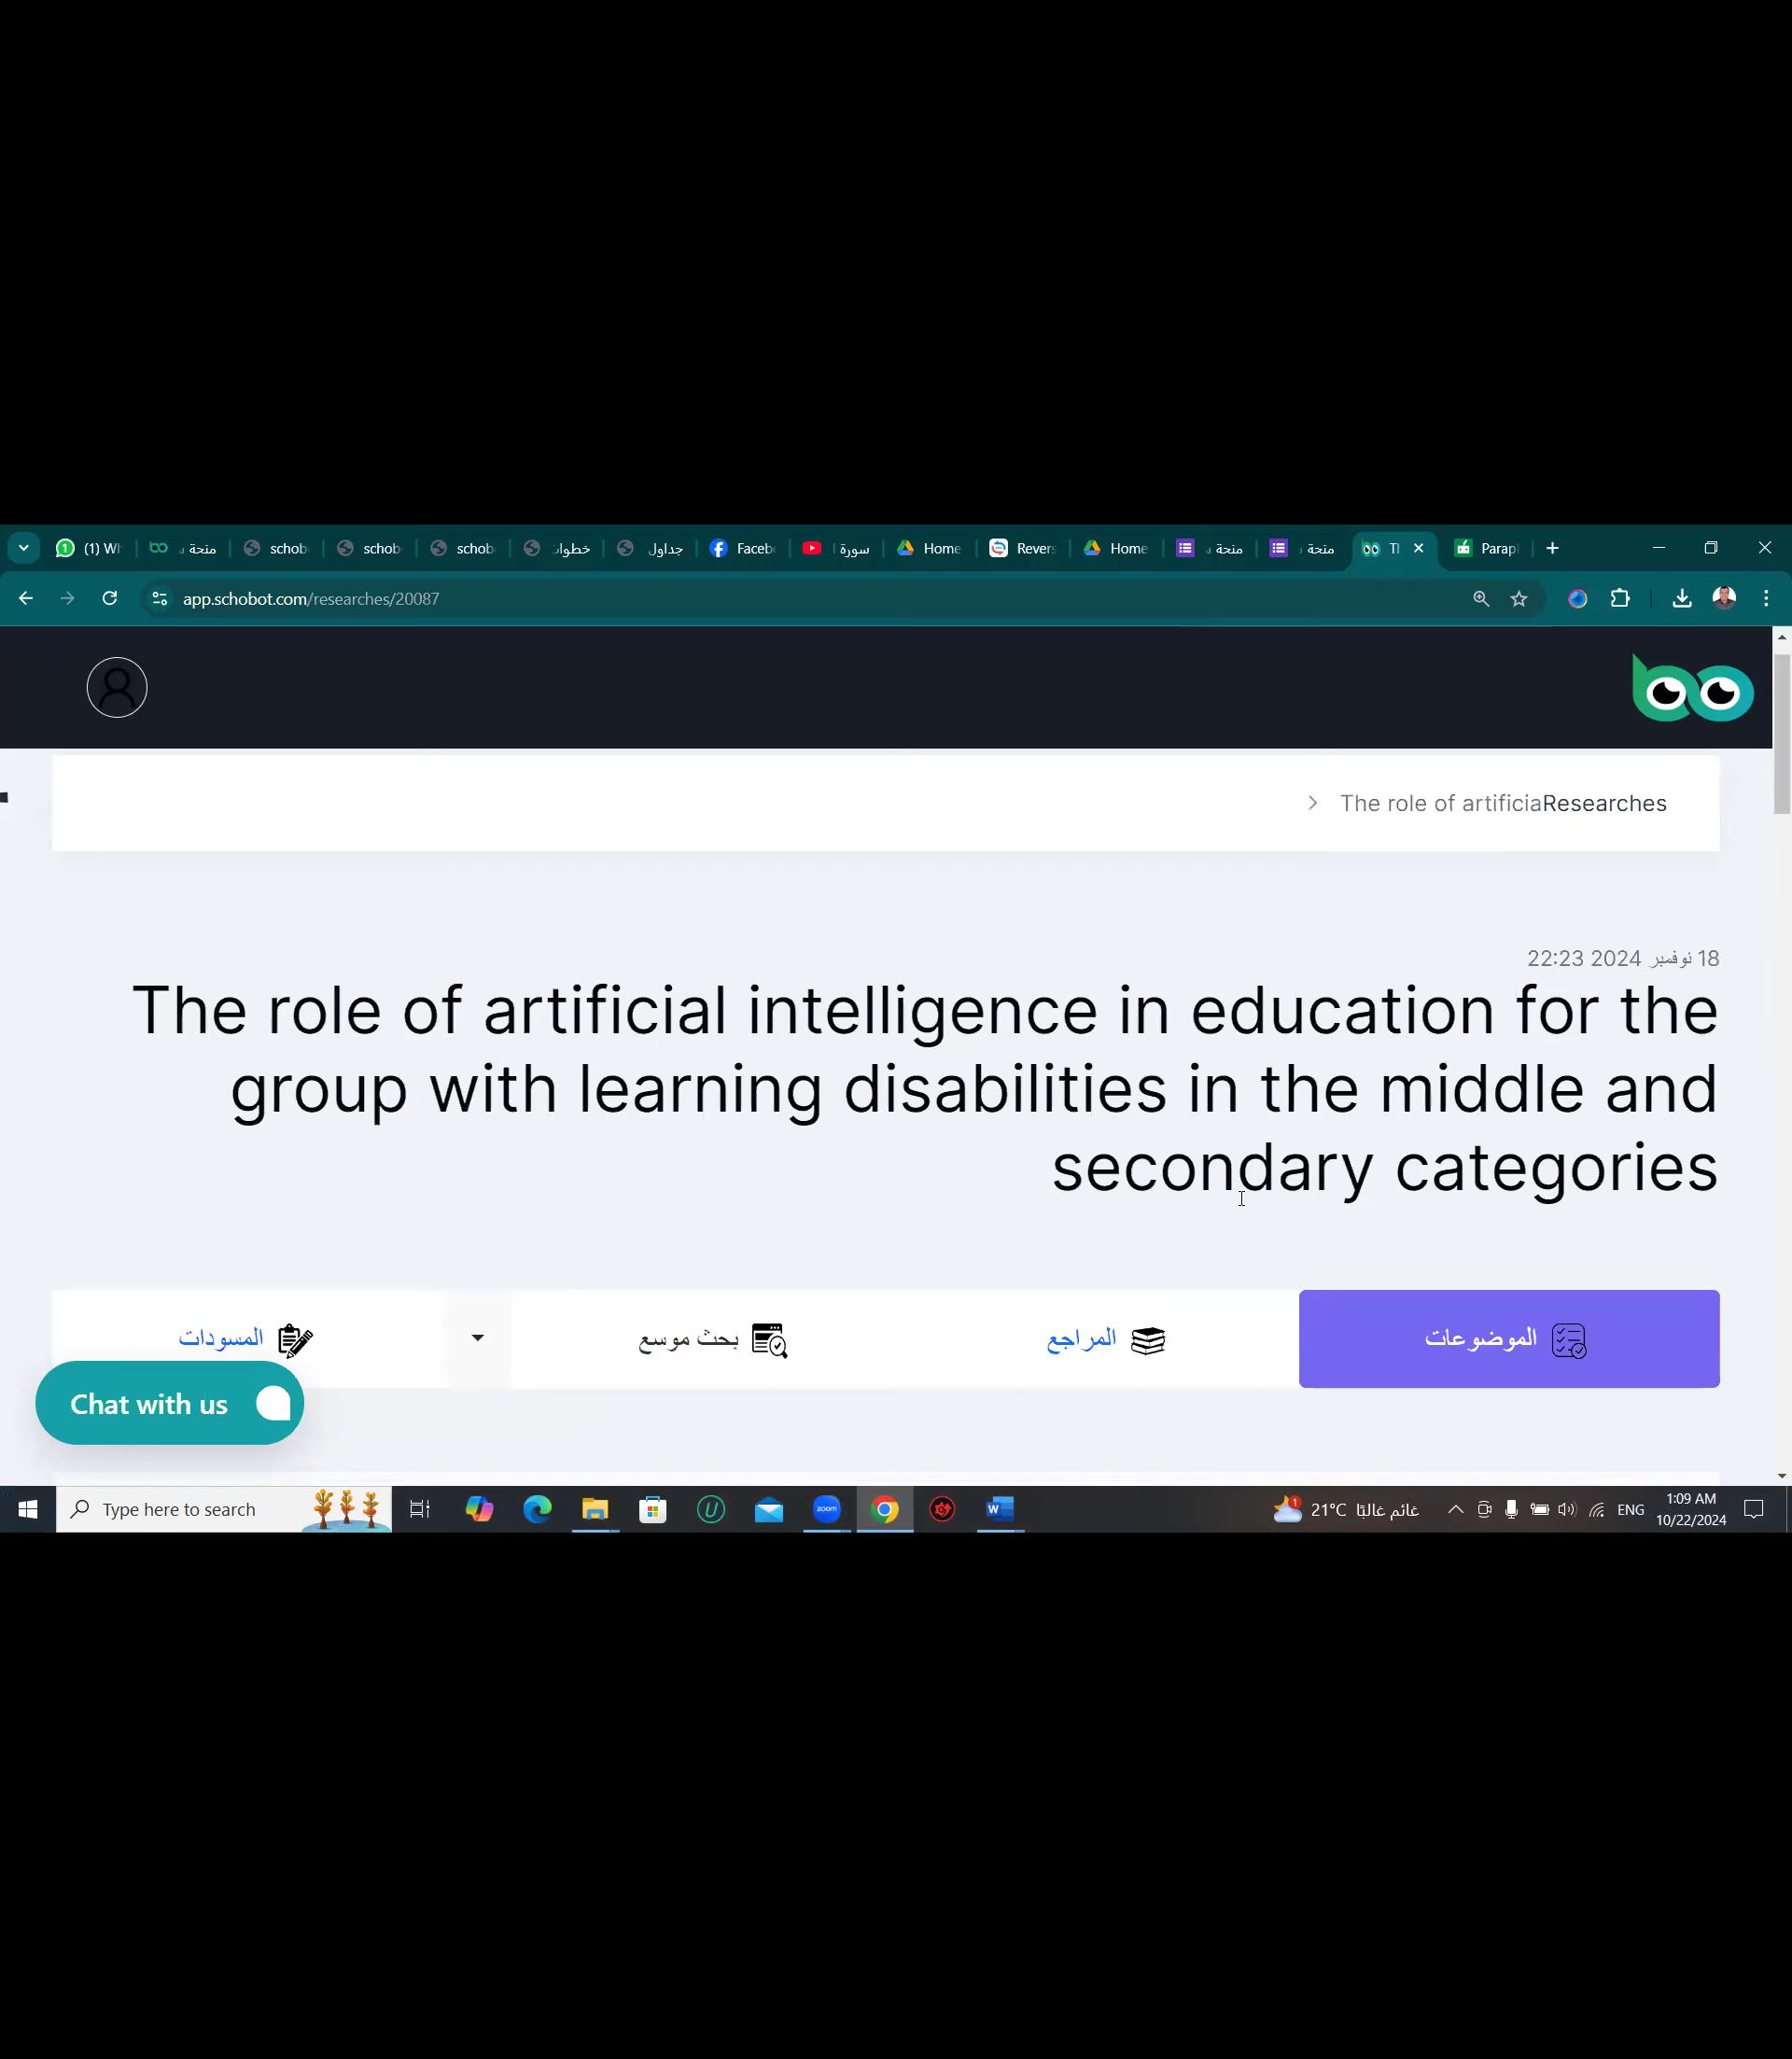 (1) Wh
منحة
schob
schob
schob
خطوات
جداول
Faceb
سورة
Home
Revers
Home
منحة
منحة
Tl
Parap
app.schobot.com/researches/20087
The role of artificiaResearches
18 نوفمبر 2024 22:23
The role of artificial intelligence in education for the
group with learning disabilities in the middle and
secondary categories
الموضوعات
المراجع
بحث موسع
المسودات
Chat with us
Type here to search
zoom
21°C غائم غالبًا
ENG
1:09 AM
10/22/2024